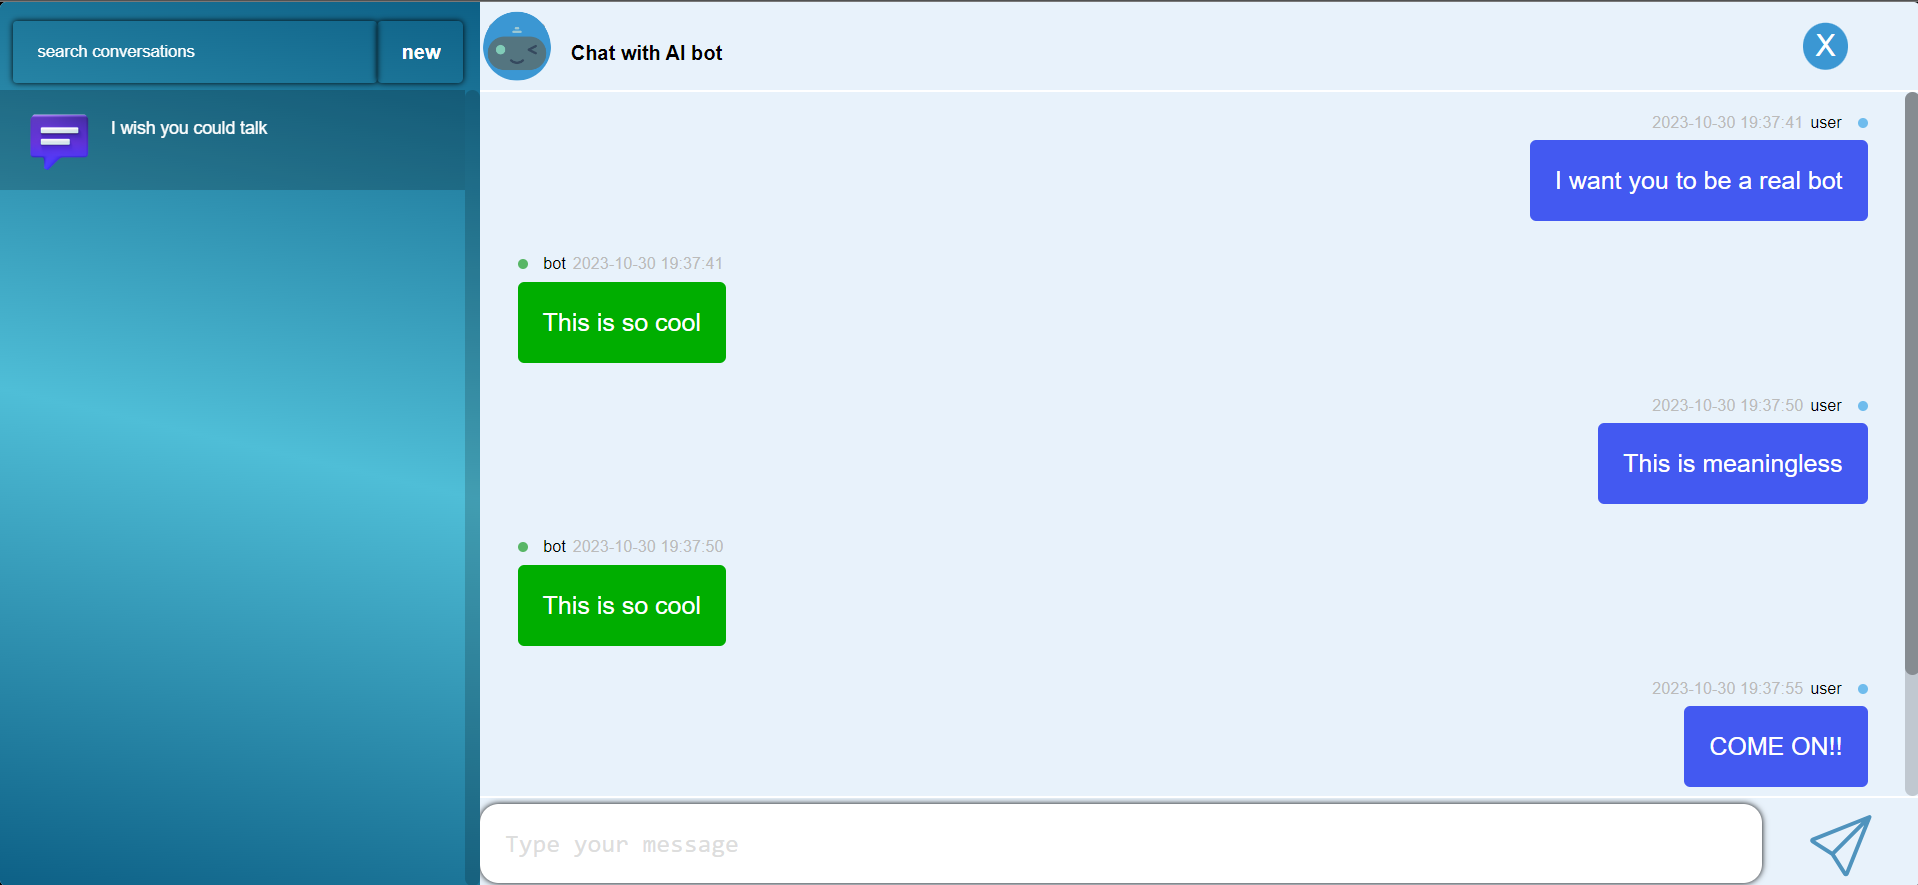 search conversations
new
I wish you could talk
Chat with AI bot
X
2023-10-30 19:37:41 user
I want you to be a real bot
bot 2023-10-30 19:37:41
This is so cool
2023-10-30 19:37:50 user
This is meaningless
bot 2023-10-30 19:37:50
This is so cool
2023-10-30 19:37:55 user
COME ON!!
Type your message